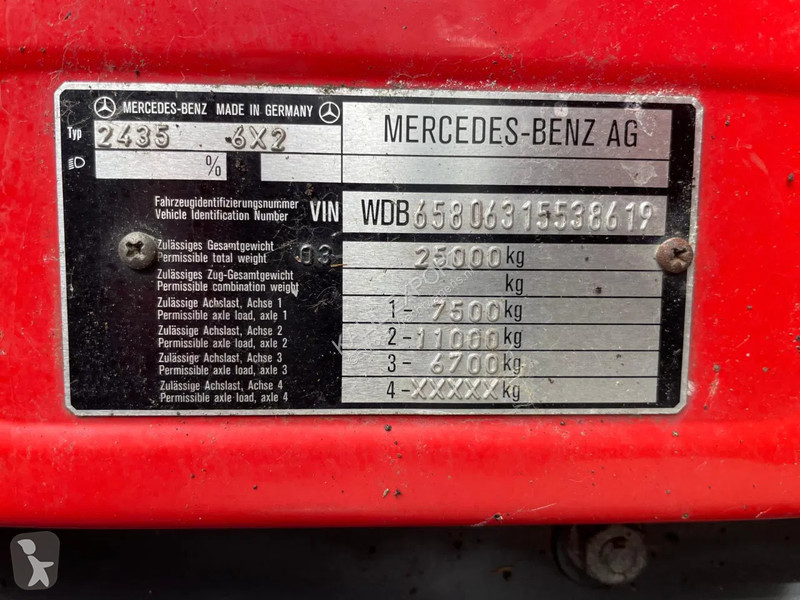 MERCEDES-BENZ MADE IN GERMANY
MERCEDES-BENZ AG
Typ 2435 6X2
%
Fahrzeugidentifizierungsnummer
Vehicle Identification Number VIN WDB65806315538619
Zulässiges Gesamtgewicht
Permissible total weight 03 25000 kg
Zulässiges Zug-Gesamtgewicht
Permissible combination weight kg
Zulässige Achslast, Achse 1
Permissible axle load, axle 1 1- 7500 kg
Zulässige Achslast, Achse 2
Permissible axle load, axle 2 2- 11000 kg
Zulässige Achslast, Achse 3
Permissible axle load, axle 3 3- 6700 kg
Zulässige Achslast, Achse 4
Permissible axle load, axle 4 4- XXXXX kg